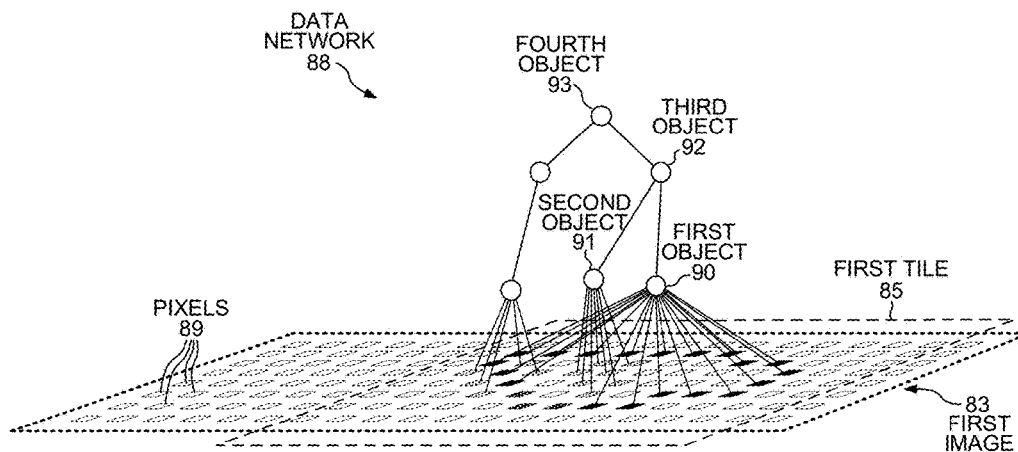 DATA
NETWORK
88
FOURTH
OBJECT
93
THIRD
OBJECT
92
SECOND
OBJECT
91
FIRST
OBJECT
90
FIRST TILE
85
PIXELS
89
83
FIRST
IMAGE